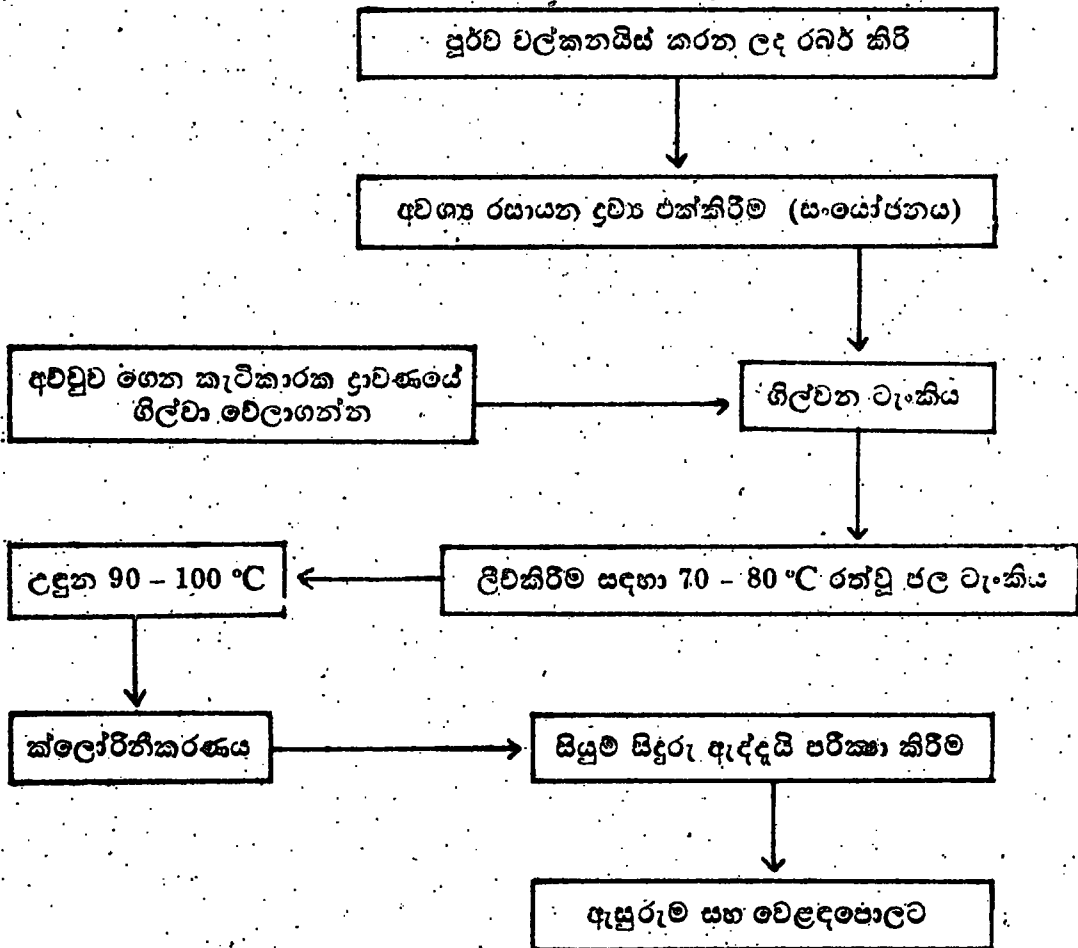 පූර්ව වල්කනයිස් කරන ලද රබර් කිරි
අවශ්‍ය රසායන ද්‍රව්‍ය එක්කිරීම (සංයෝජනය)
අච්චුව ගෙන කැටිකාරක ද්‍රාවණයේ
ගිල්වා වේලාගන්න
ගිල්වන ටැංකිය
ලීච්කිරීම සඳහා 70 – 80 °C රත්වූ ජල ටැංකිය
උඳුන 90 – 100 °C
ක්ලෝරිනීකරණය
සියුම් සිදුරු ඇද්දැයි පරීක්ෂා කිරීම
ඇසුරුම සහ වෙළඳපොලට